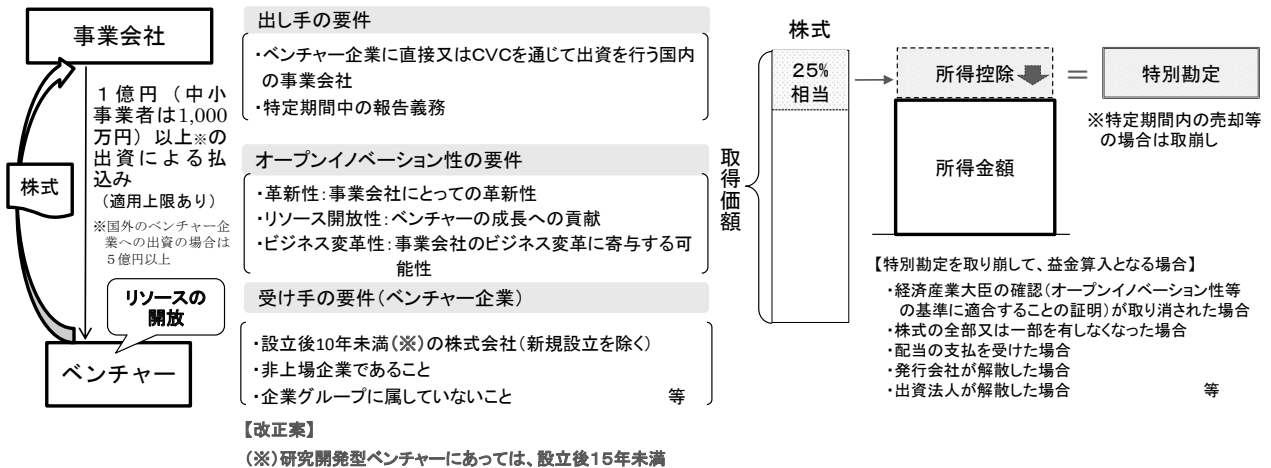 事業会社
１億円（中小
事業者は1,000
万円）以上※の
出資による払
込み
（適用上限あり）
※国外のベンチャー企
業への出資の場合は
５億円以上
株式
リソースの
開放
ベンチャー
出し手の要件
・ベンチャー企業に直接又はCVCを通じて出資を行う国内
の事業会社
・特定期間中の報告義務
オープンイノベーション性の要件
・革新性：事業会社にとっての革新性
・リソース開放性：ベンチャーの成長への貢献
・ビジネス変革性：事業会社のビジネス変革に寄与する可
能性
受け手の要件（ベンチャー企業）
・設立後10年未満（※）の株式会社（新規設立を除く）
・非上場企業であること
・企業グループに属していないこと 等
【改正案】
（※）研究開発型ベンチャーにあっては、設立後１５年未満
取得価額
株式
25%
相当
所得控除
＝
特別勘定
※特定期間内の売却等
の場合は取崩し
所得金額
【特別勘定を取り崩して、益金算入となる場合】
・経済産業大臣の確認（オープンイノベーション性等
の基準に適合することの証明）が取り消された場合
・株式の全部又は一部を有しなくなった場合
・配当の支払を受けた場合
・発行会社が解散した場合
・出資法人が解散した場合 等